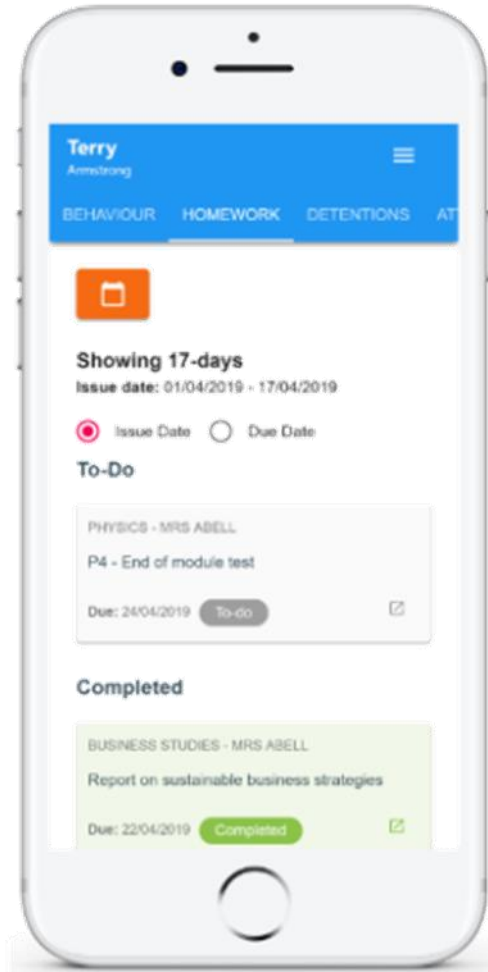 Terry
Armstrong
BEHAVIOUR HOMEWORK DETENTIONS AT
Showing 17-days
Issue date: 01/04/2019 - 17/04/2019
Issue Date Due Date
To-Do
PHYSICS - MRS ABELL
P4 - End of module test
Due: 24/04/2019 To-do
Completed
BUSINESS STUDIES - MRS ABELL
Report on sustainable business strategies
Due: 22/04/2019 Completed